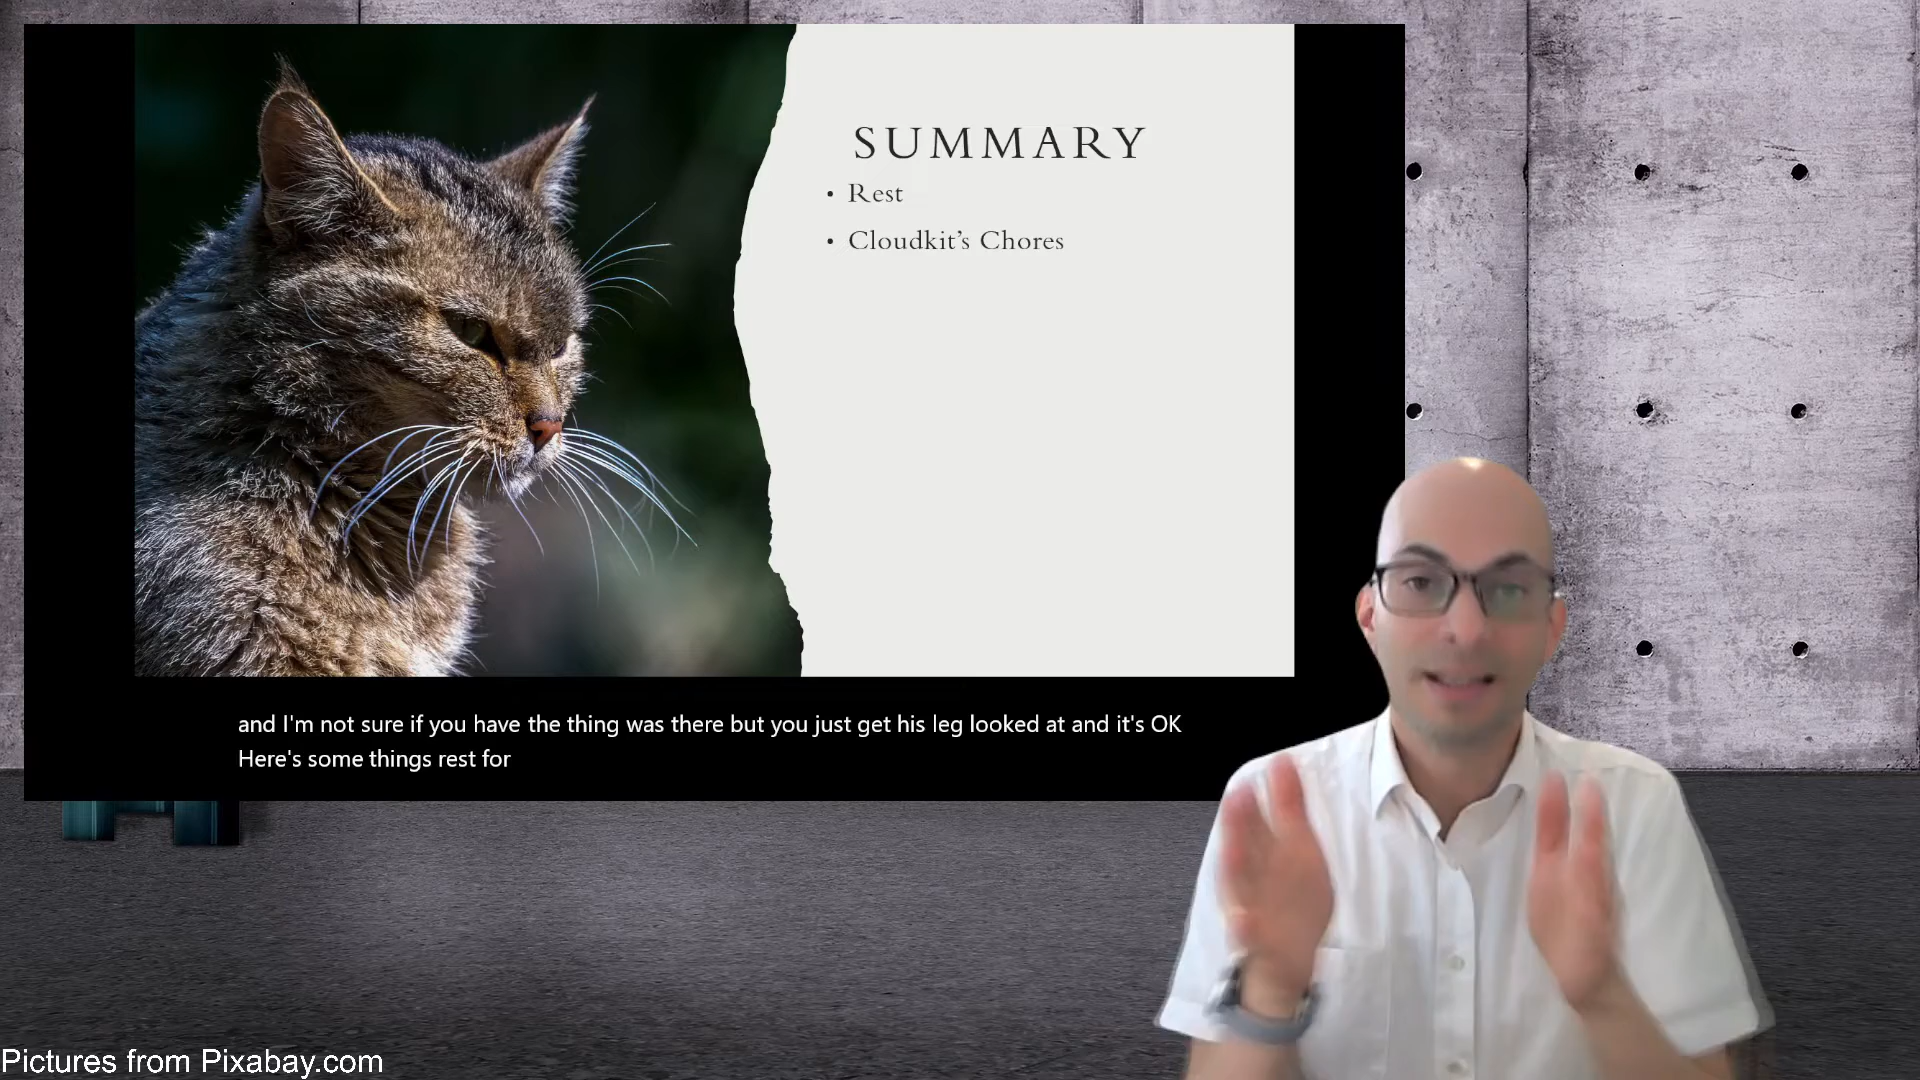 SUMMARY
• Rest
• Cloudkit’s Chores
and I'm not sure if you have the thing was there but you just get his leg looked at and it's OK
Here's some things rest for
Pictures from Pixabay.com